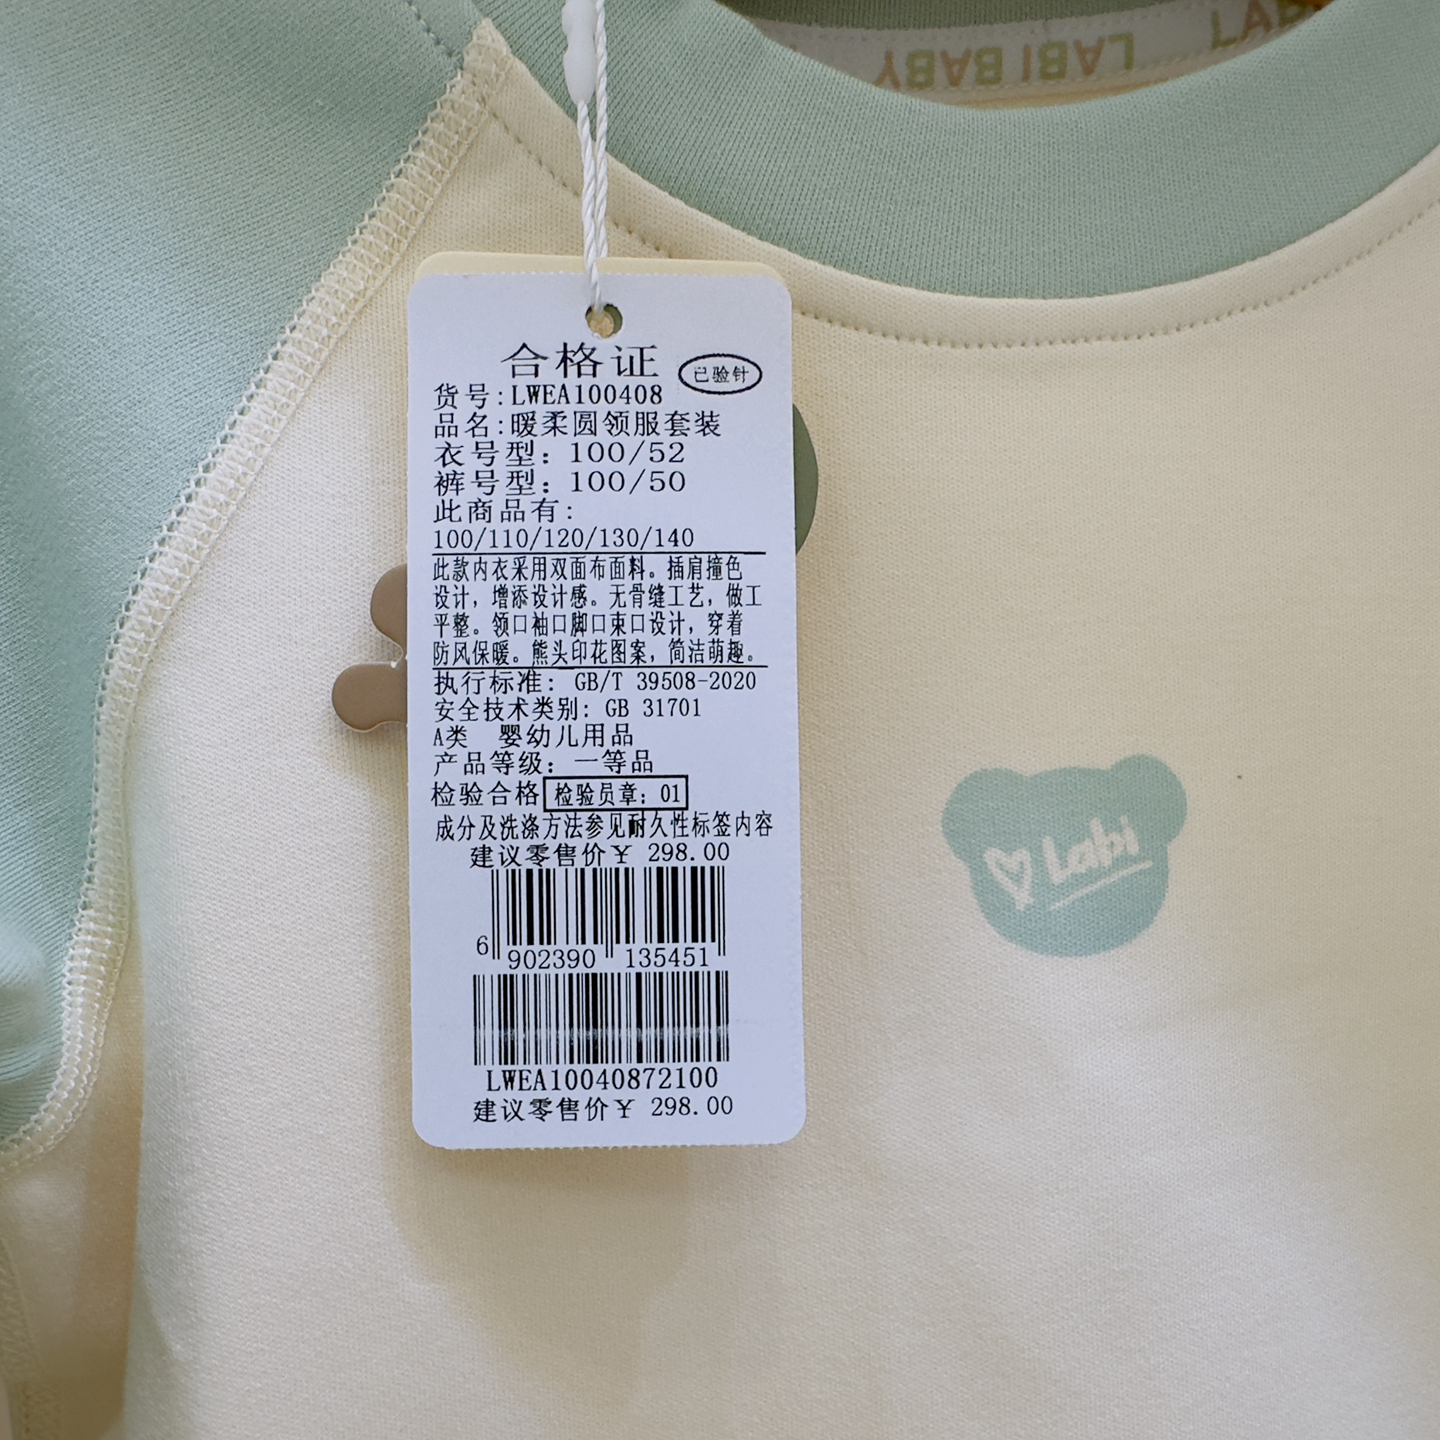 LABI BABY
LAB
合格证
已验针
货号:LWEA100408
品名:暖柔圆领服套装
衣号型: 100/52
裤号型: 100/50
此商品有:
100/110/120/130/140
此款内衣采用双面布面料。插肩撞色
设计，增添设计感。无骨缝工艺，做工
平整。领口袖口脚口束口设计，穿着
防风保暖。熊头印花图案，简洁萌趣。
执行标准: GB/T 39508-2020
安全技术类别: GB 31701
A类 婴幼儿用品
产品等级: 一等品
检验合格 检验员章: 01
成分及洗涤方法参见耐久性标签内容
建议零售价￥ 298.00
6 902390 135451
LWEA10040872100
建议零售价￥ 298.00
Labi